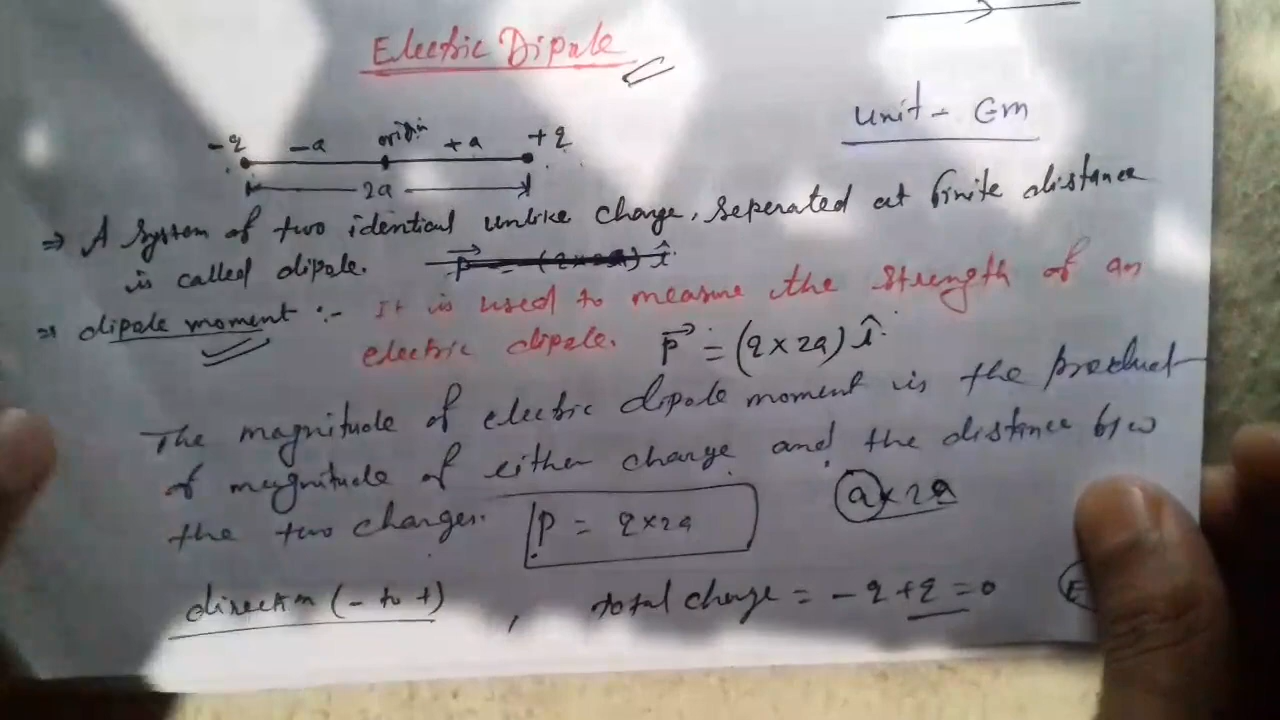 Electric Dipole
unit - Cm
-q -a origin +a +q
2a
⇒ A system of two identical unlike charge, seperated at finite distance
is called dipole.
⇒ dipole moment :- It is used to measure the strength of an
electric dipole. p⃗ = (q×2a) î
The magnitude of electric dipole moment is the product
of magnitude of either charge and the distance b/w
the two charges.
p = q×2a
q×2a
direction (- to +) , total charge = -q+q=0
E